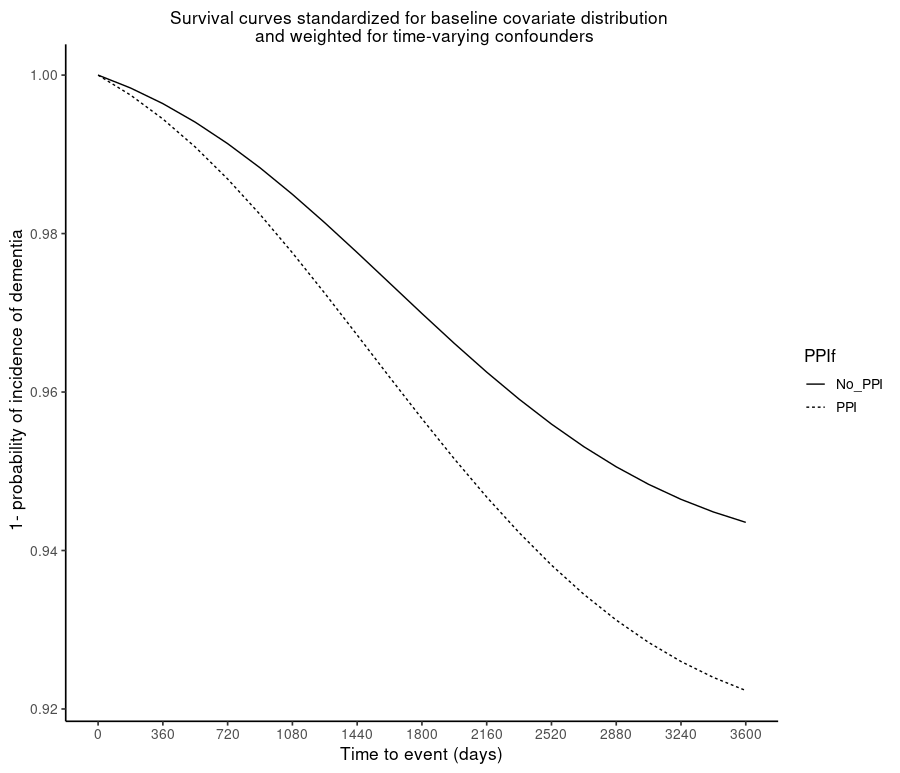 Survival curves standardized for baseline covariate distribution
and weighted for time-varying confounders
1- probability of incidence of dementia
1.00
0.98
0.96
0.94
0.92
0
360
720
1080
1440
1800
2160
2520
2880
3240
3600
Time to event (days)
PPIf
No_PPI
PPI